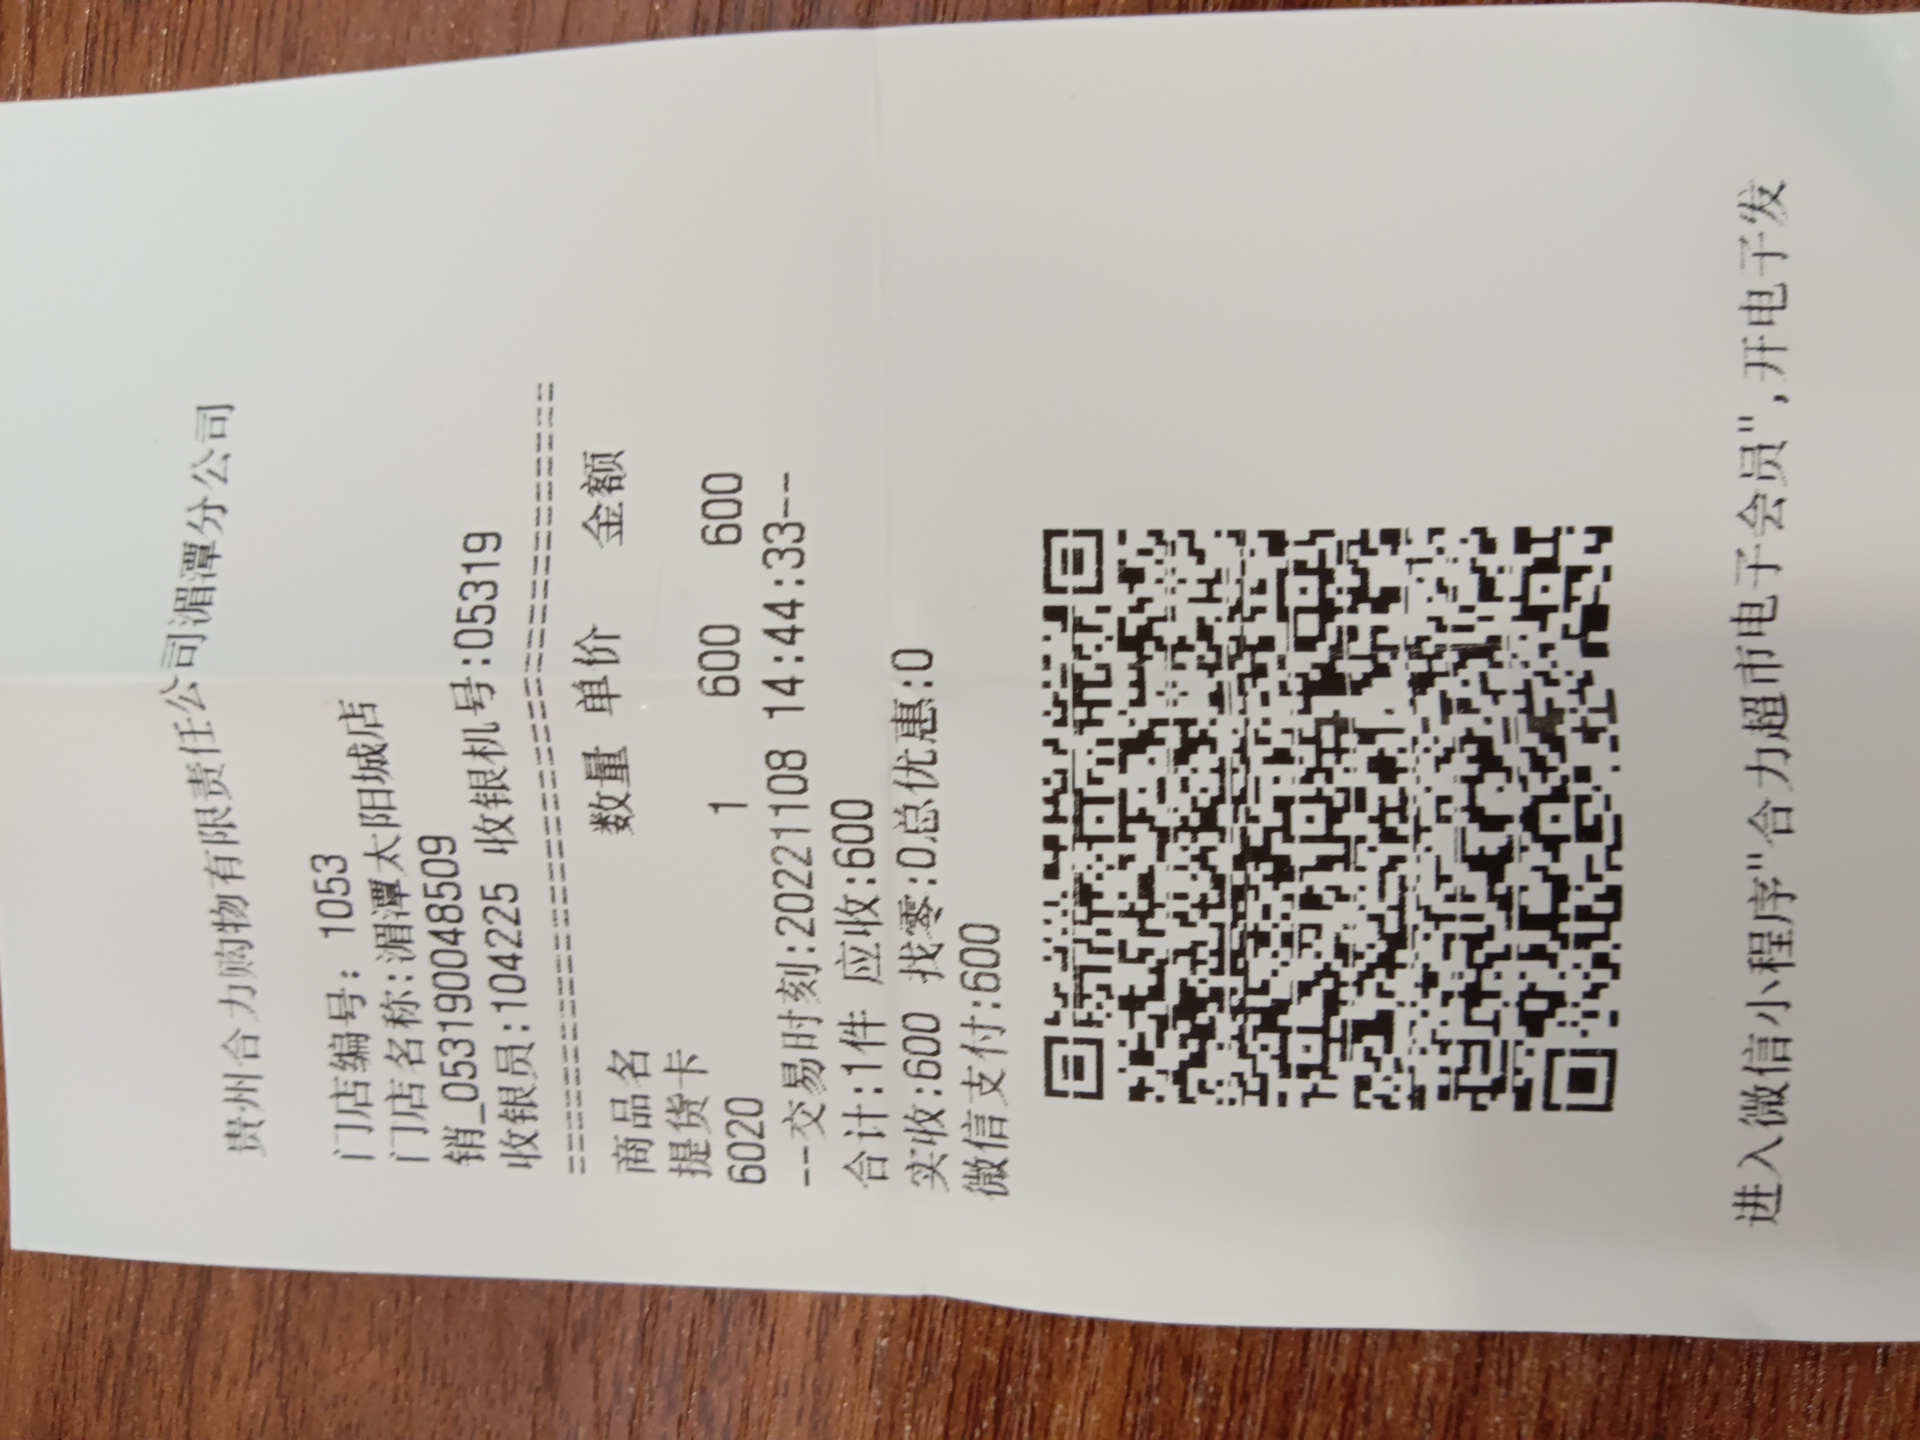 贵州合力购物有限责任公司湄潭分公司
门店编号: 1053
门店名称:湄潭太阳城店
销_053190048509
收银员:104225 收银机号:05319
==========================================
商品名 数量 单价 金额
提货卡
6020 1 600 600
--交易时刻:20221108 14:44:33--
合计:1件 应收:600
实收:600 找零:0总优惠:0
微信支付:600
进入微信小程序"合力超市电子会员",开电子发